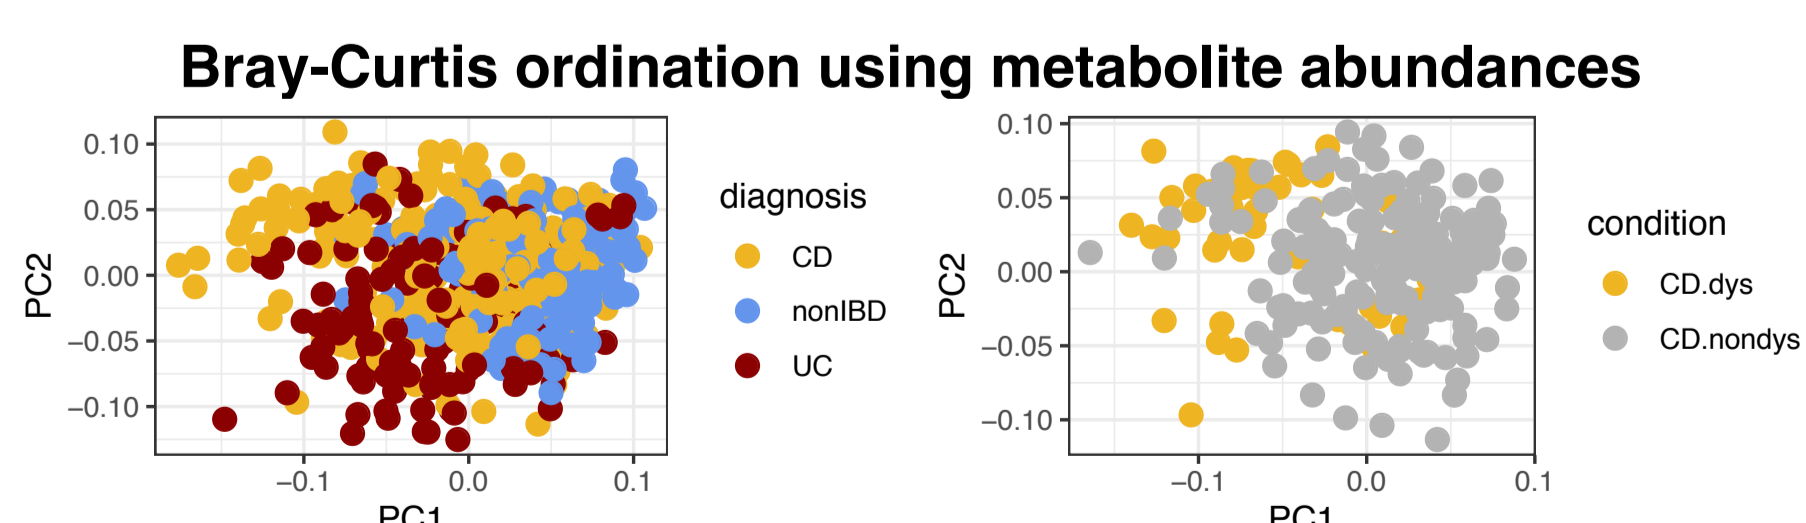 Bray-Curtis ordination using metabolite abundances
PC2
0.10
0.05
0.00
−0.05
−0.10
−0.1
0.0
0.1
PC1
diagnosis
CD
nonIBD
UC
PC2
0.10
0.05
0.00
−0.05
−0.10
−0.1
0.0
0.1
PC1
condition
CD.dys
CD.nondys